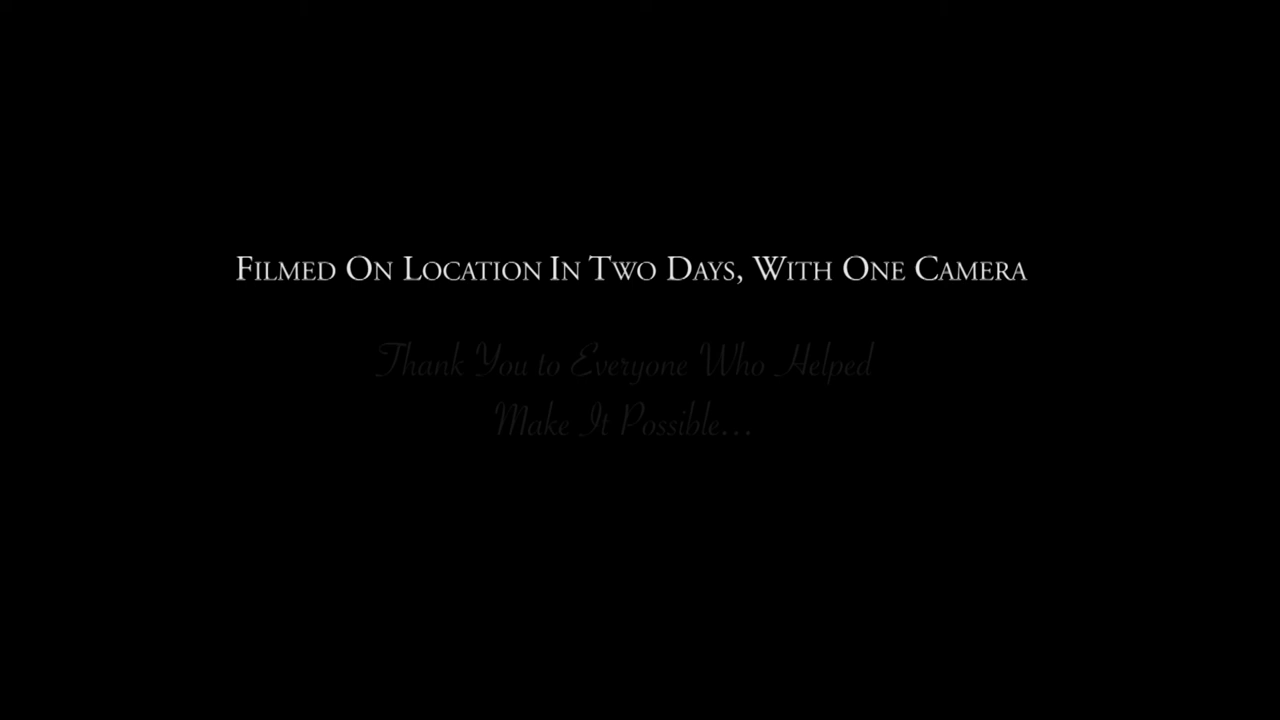 FILMED ON LOCATION IN TWO DAYS, WITH ONE CAMERA
Thank You to Everyone Who Helped
Make It Possible...